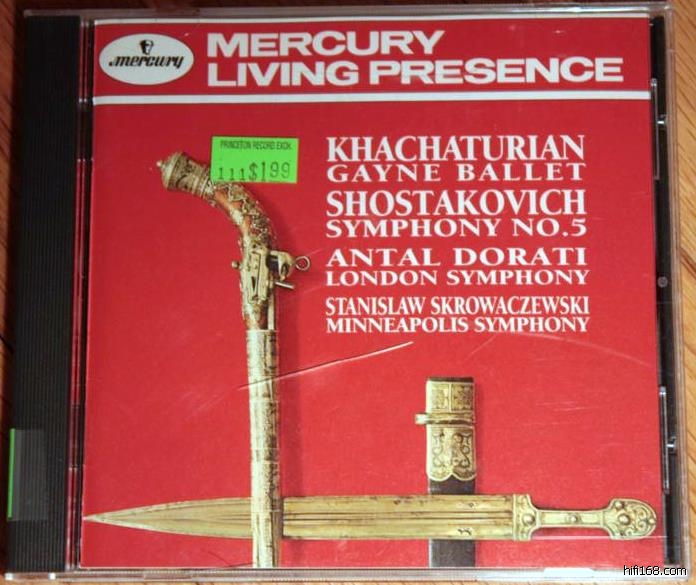 mercury
MERCURY
LIVING PRESENCE
PRINCETON RECORD EXCH.
111$1.99
KHACHATURIAN
GAYNE BALLET
SHOSTAKOVICH
SYMPHONY NO.5
ANTAL DORATI
LONDON SYMPHONY
STANISLAW SKROWACZEWSKI
MINNEAPOLIS SYMPHONY
hifi168.com